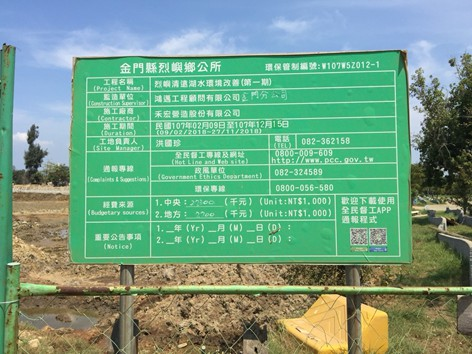 金門縣烈嶼鄉公所 環保管制編號:W107W5Z012-1
工程名稱 (Project Name) 烈嶼清遠湖水環境改善(第一期)
監造單位 (Construction Supervisor) 鴻邁工程顧問有限公司金門分公司
施工廠商 (Contractor) 禾宏營造股份有限公司
施工期間 (Duration) 民國107年02月09日至107年12月15日
(09/02/2018-27/11/2018)
工地負責人 (Site Manager) 洪國珍 電話 (TEL) 082-362158
通報專線 (Complaints & Suggestions) 全民督工專線及網址 (Hot Line and Web site) 0800-009-609
http://www.pcc.gov.tw
政風單位 (Government Ethics Department) 082-324589
環保專線 0800-056-580
經費來源 (Budgetary sources) 1.中央: (千元) (Unit:NT$1,000)
2.地方: (千元) (Unit:NT$1,000)
重要公告事項 (Notice) 1.__年(Yr)__月(M)__日(D):
2.__年(Yr)__月(M)__日(D):
歡迎下載使用
全民督工APP
通報程式